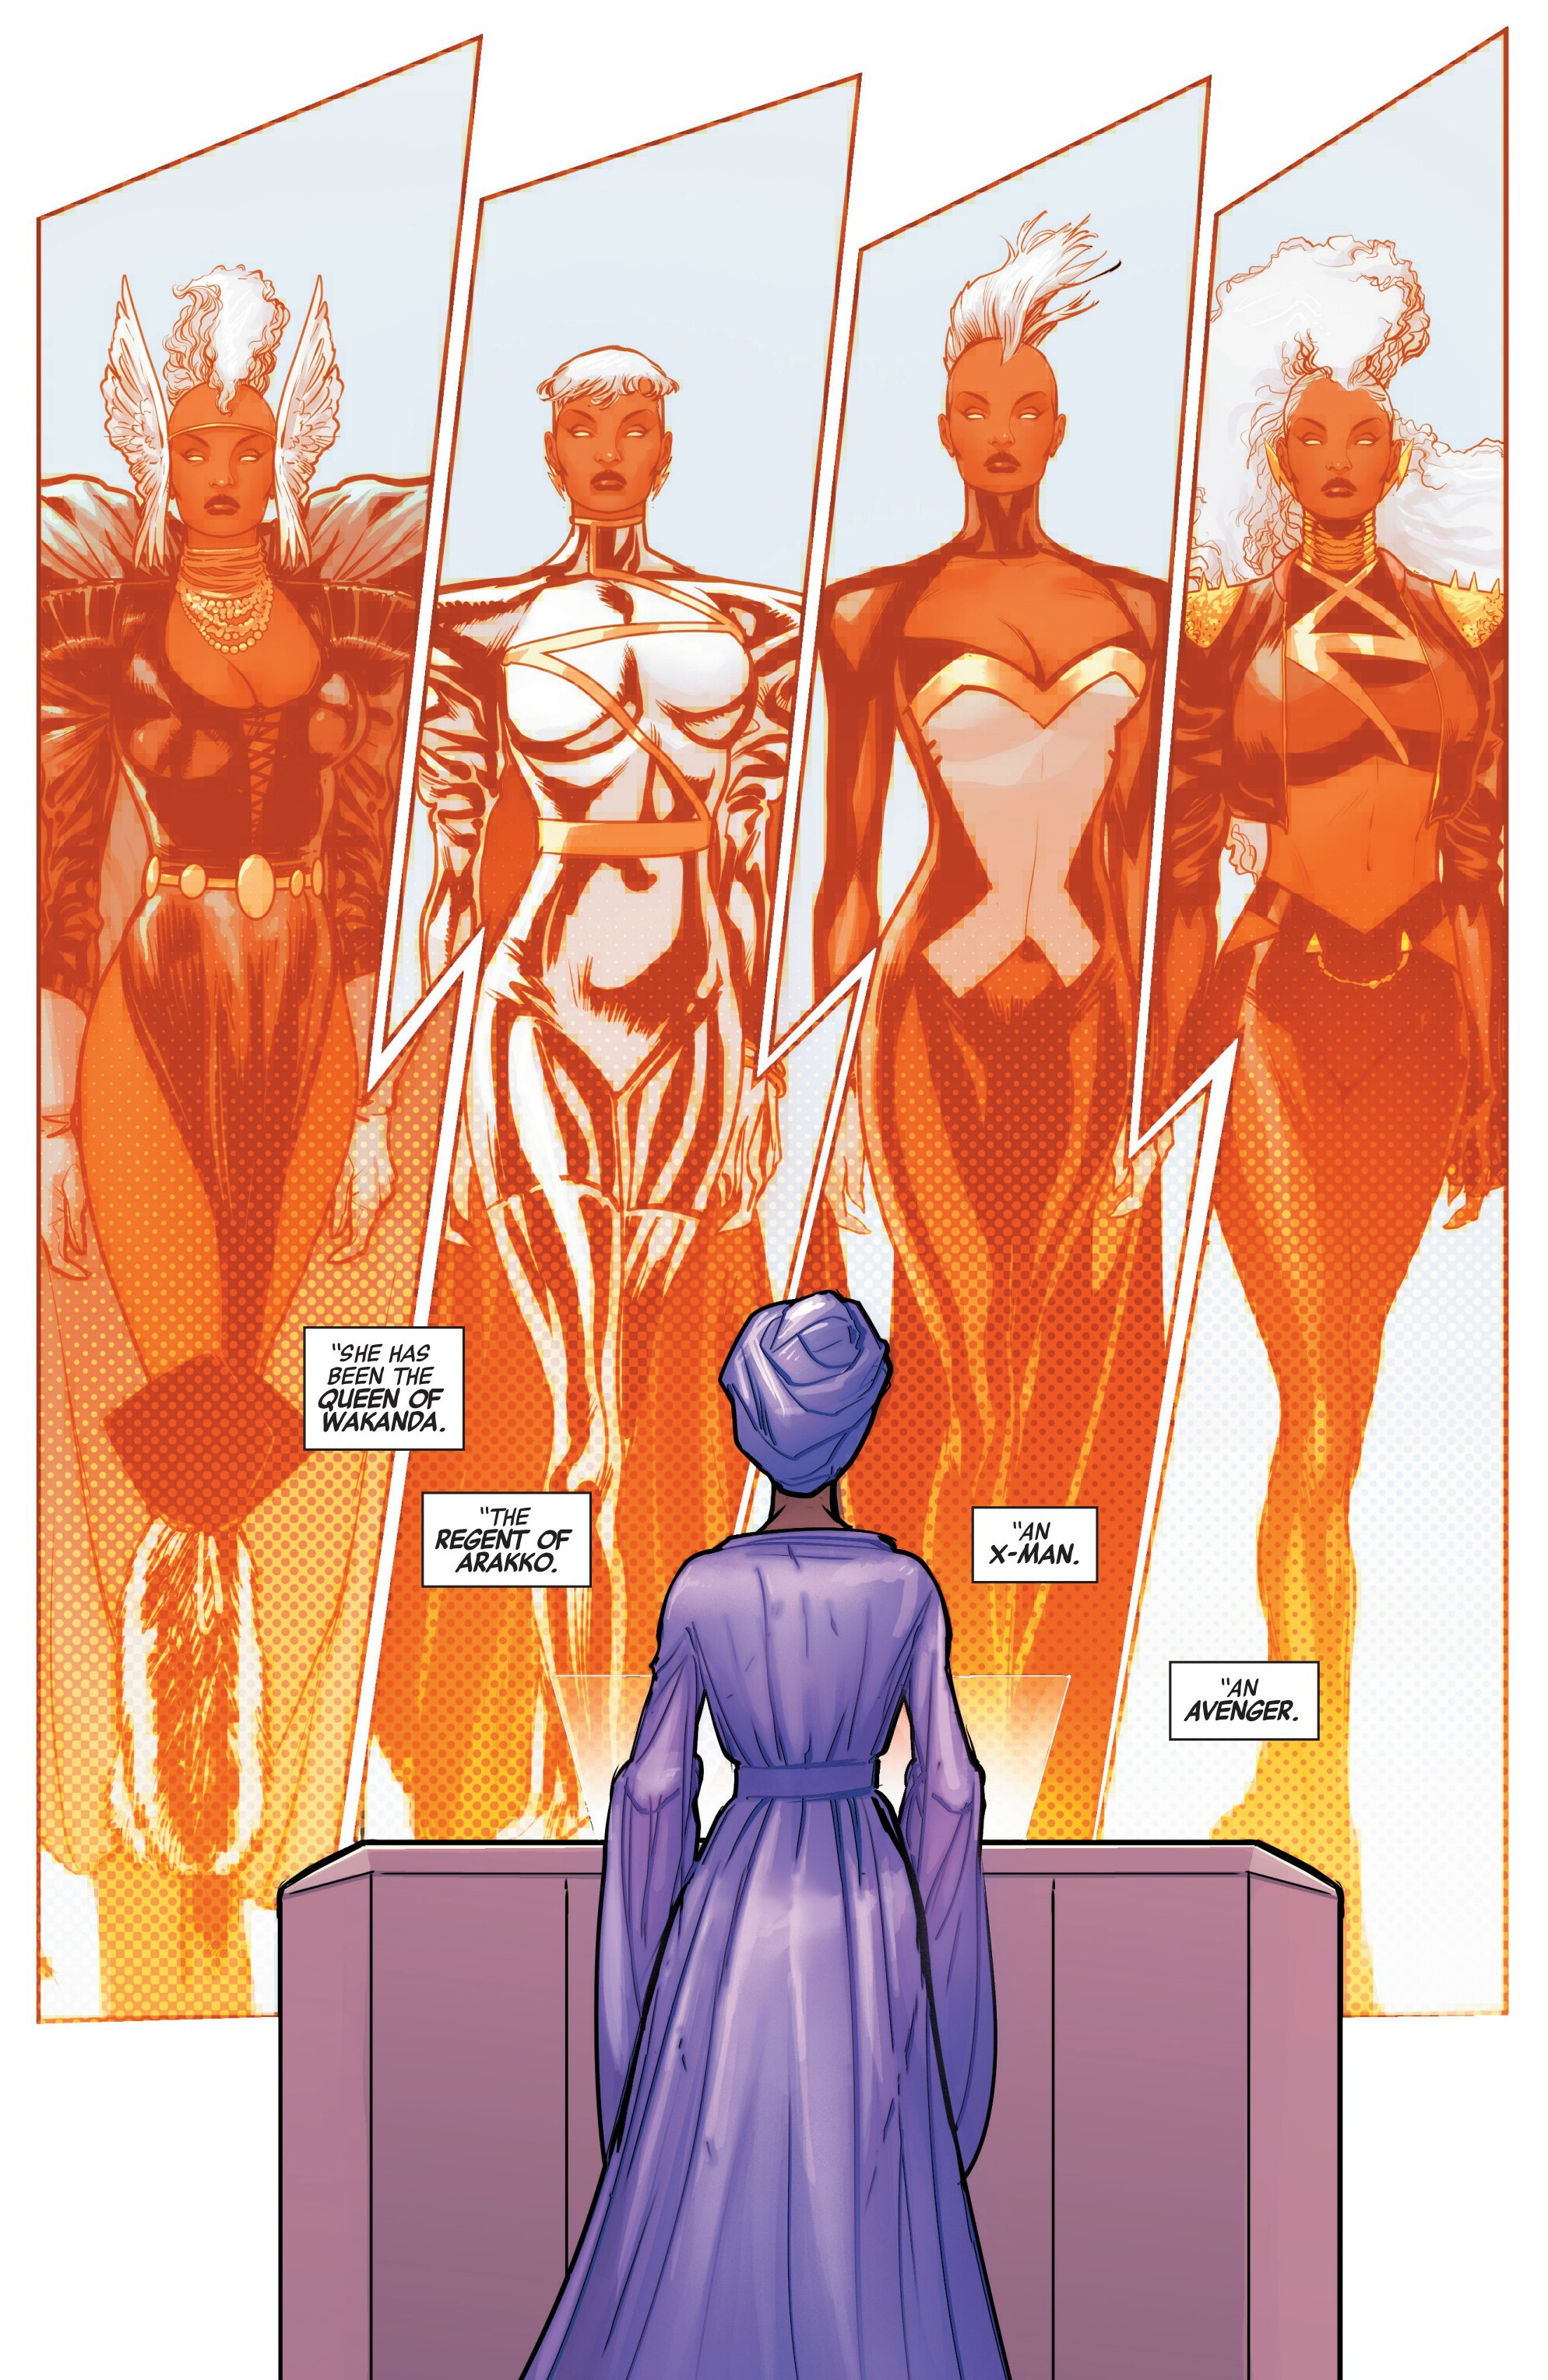 “SHE HAS
BEEN THE
QUEEN OF
WAKANDA.
“THE
REGENT OF
ARAKKO.
“AN
X-MAN.
“AN
AVENGER.